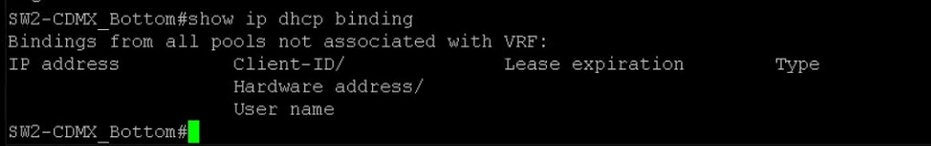 SW2-CDMX_Bottom#show ip dhcp binding
Bindings from all pools not associated with VRF:
IP address Client-ID/ Lease expiration Type
Hardware address/
User name
SW2-CDMX_Bottom#